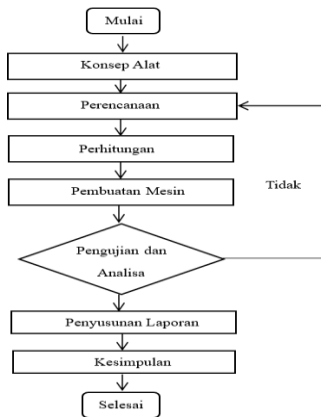 Mulai
Konsep Alat
Perencanaan
Perhitungan
Pembuatan Mesin
Tidak
Pengujian dan
Analisa
Penyusunan Laporan
Kesimpulan
Selesai